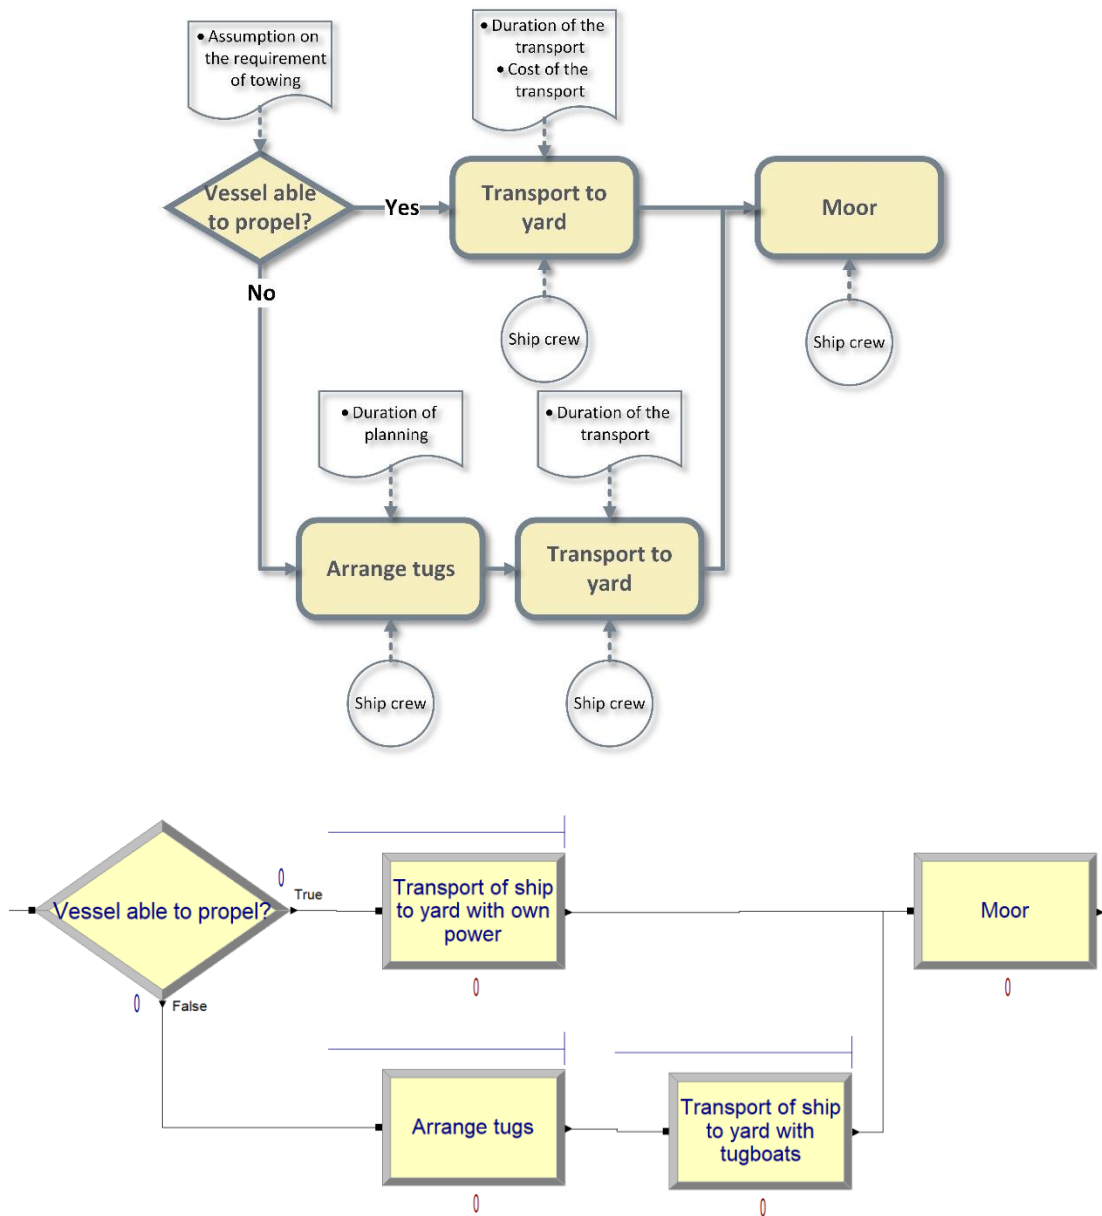 • Assumption on
the requirement
of towing
• Duration of the
transport
• Cost of the
transport
Vessel able
to propel?
Yes
Transport to
yard
Moor
No
Ship crew
Ship crew
• Duration of
planning
• Duration of the
transport
Arrange tugs
Transport to
yard
Ship crew
Ship crew
Vessel able to propel?
0
True
Transport of ship
to yard with own
power
Moor
0
False
0
0
Arrange tugs
Transport of ship
to yard with
tugboats
0
0